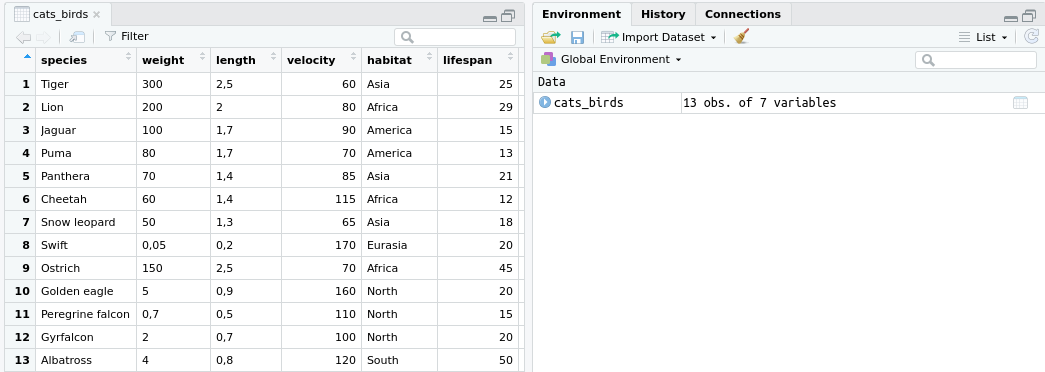 cats_birds
Filter
species weight length velocity habitat lifespan
1 Tiger 300 2,5 60 Asia 25
2 Lion 200 2 80 Africa 29
3 Jaguar 100 1,7 90 America 15
4 Puma 80 1,7 70 America 13
5 Panthera 70 1,4 85 Asia 21
6 Cheetah 60 1,4 115 Africa 12
7 Snow leopard 50 1,3 65 Asia 18
8 Swift 0,05 0,2 170 Eurasia 20
9 Ostrich 150 2,5 70 Africa 45
10 Golden eagle 5 0,9 160 North 20
11 Peregrine falcon 0,7 0,5 110 North 15
12 Gyrfalcon 2 0,7 100 North 20
13 Albatross 4 0,8 120 South 50
Environment History Connections
Import Dataset List
Global Environment
Data
cats_birds 13 obs. of 7 variables